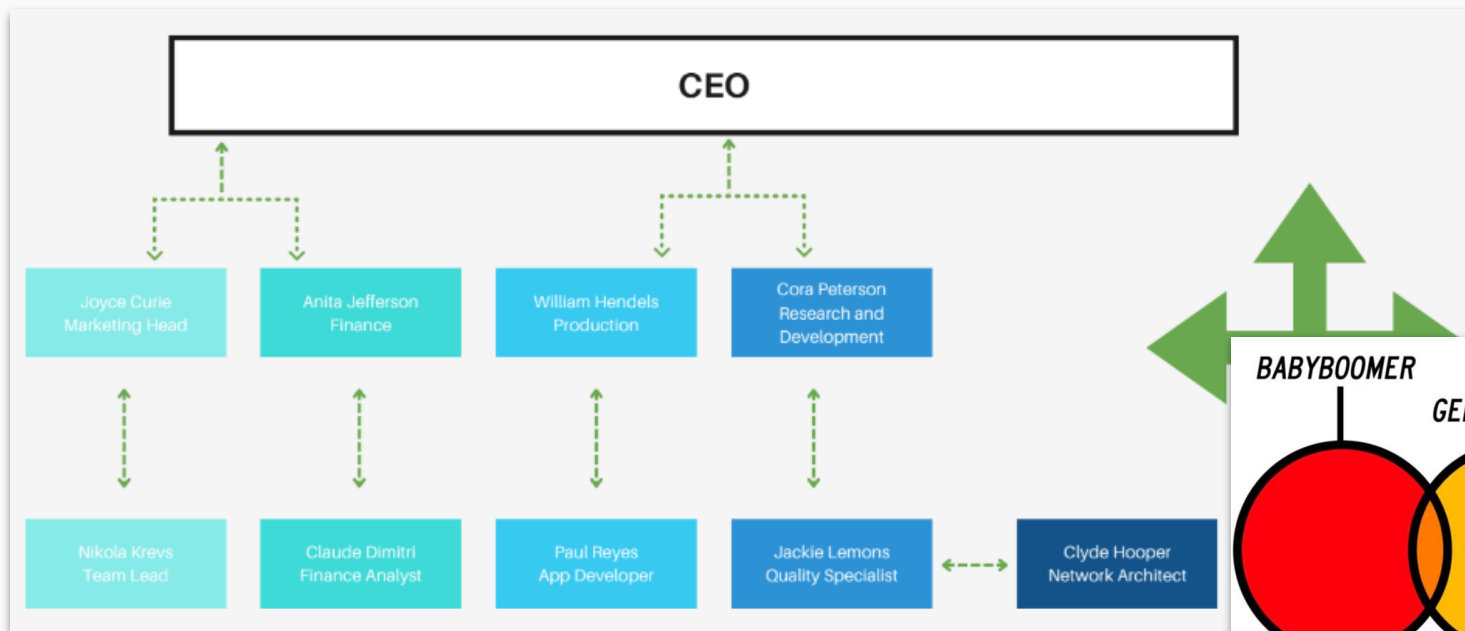 CEO
Joyce Curie
Marketing Head
Anita Jefferson
Finance
William Hendels
Production
Cora Peterson
Research and
Development
BABYBOOMER
Nikola Krevs
Team Lead
Claude Dimitri
Finance Analyst
Paul Reyes
App Developer
Jackie Lemons
Quality Specialist
Clyde Hooper
Network Architect